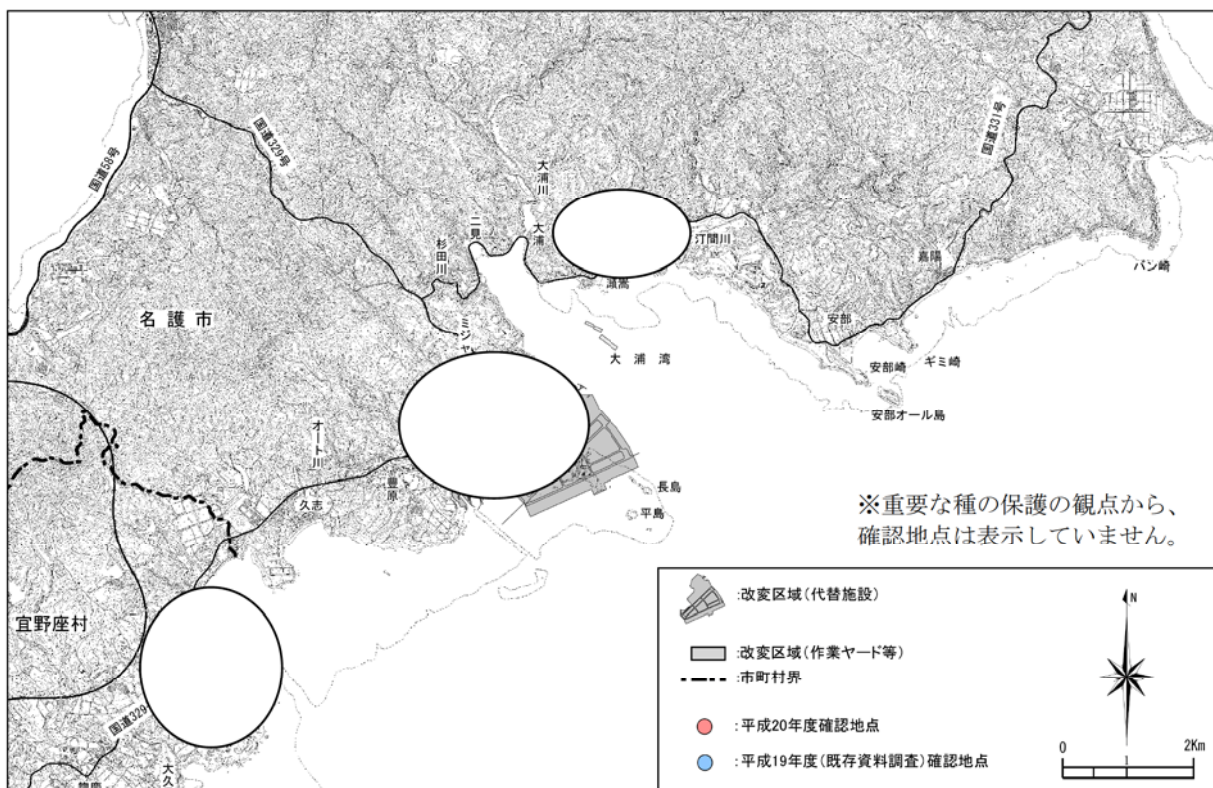 国道58号
国道329号
大浦川
大浦
二見
杉田川
国道331号
汀間川
嘉陽
バン崎
瀬嵩
名護市
ミジャ
大浦湾
安部
安部崎
ギミ崎
安部オール島
オート川
久志
豊原
長島
平島
※重要な種の保護の観点から、
確認地点は表示していません。
宜野座村
国道329
大久
:改変区域(代替施設)
:改変区域(作業ヤード等)
:市町村界
:平成20年度確認地点
:平成19年度(既存資料調査)確認地点
N
0 2Km